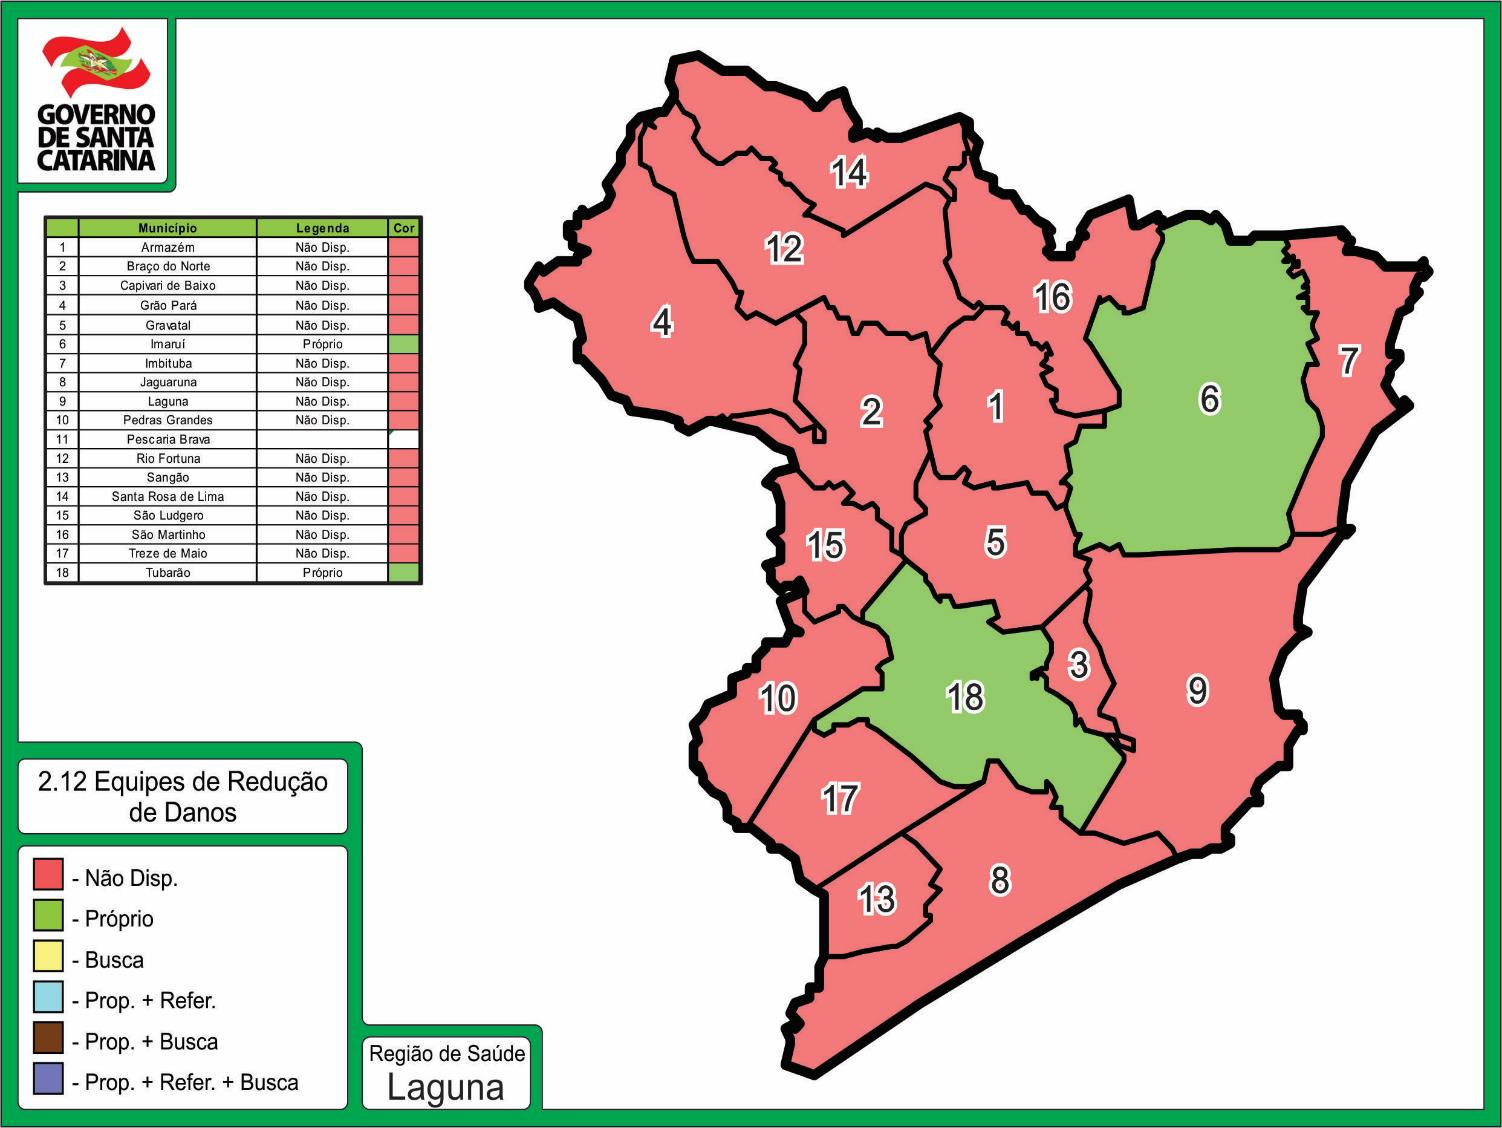 GOVERNO
DE SANTA
CATARINA
Município Legenda Cor
1 Armazém Não Disp.
2 Braço do Norte Não Disp.
3 Capivari de Baixo Não Disp.
4 Grão Pará Não Disp.
5 Gravatal Não Disp.
6 Imaruí Próprio
7 Imbituba Não Disp.
8 Jaguaruna Não Disp.
9 Laguna Não Disp.
10 Pedras Grandes Não Disp.
11 Pescaria Brava
12 Rio Fortuna Não Disp.
13 Sangão Não Disp.
14 Santa Rosa de Lima Não Disp.
15 São Ludgero Não Disp.
16 São Martinho Não Disp.
17 Treze de Maio Não Disp.
18 Tubarão Próprio
14
12
16
4
7
6
2
1
5
15
3
9
10
18
17
8
13
2.12 Equipes de Redução
de Danos
- Não Disp.
- Próprio
- Busca
- Prop. + Refer.
- Prop. + Busca
- Prop. + Refer. + Busca
Região de Saúde
Laguna